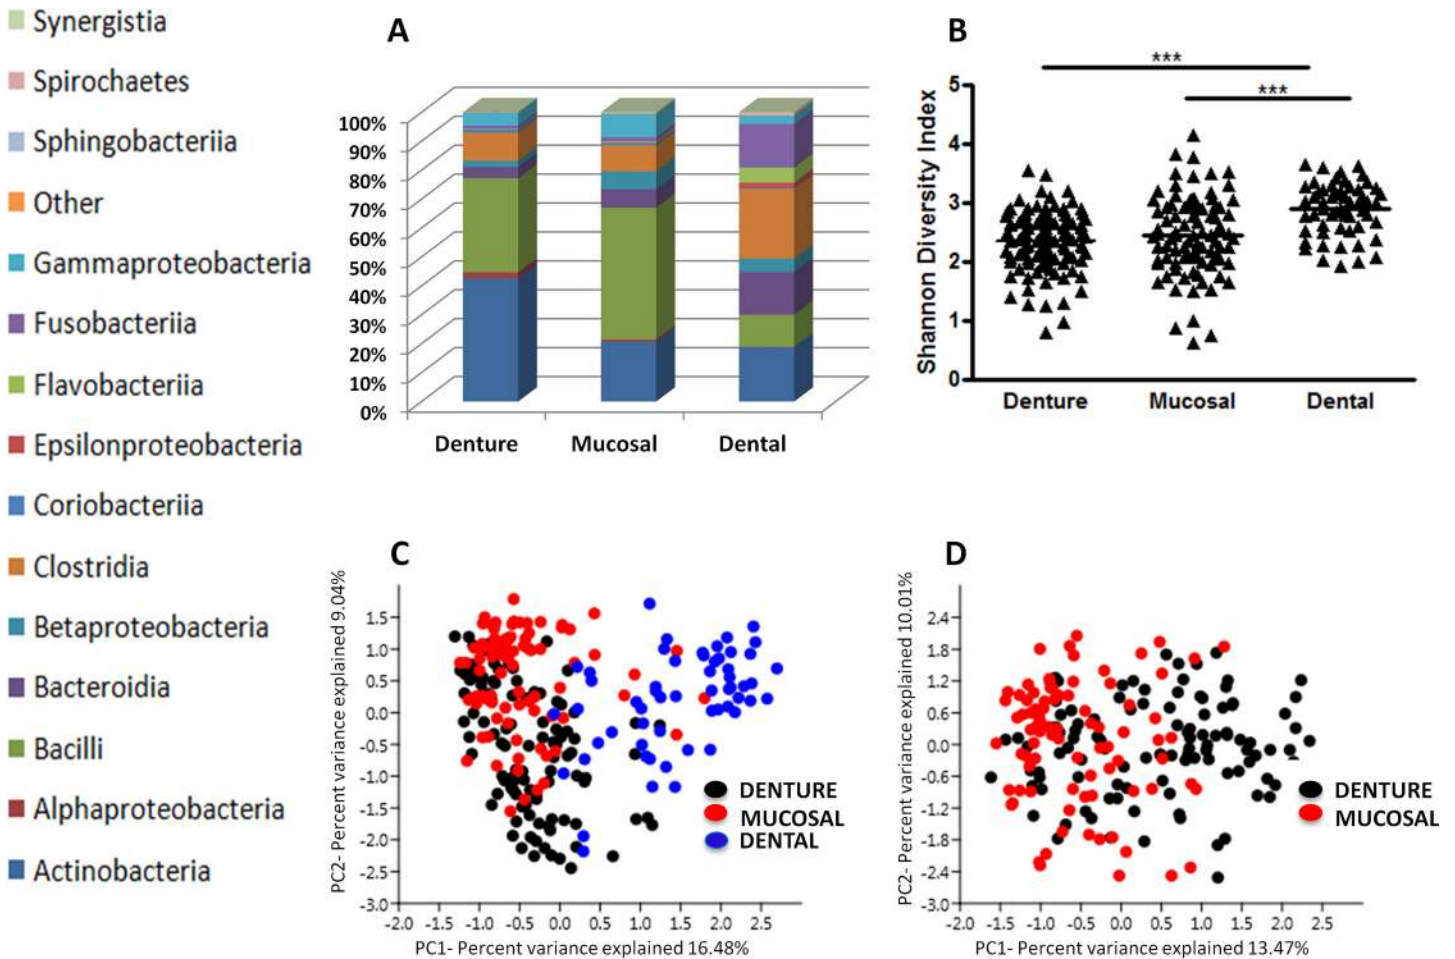 Synergistia
Spirochaetes
Sphingobacteriia
Other
Gammaproteobacteria
Fusobacteriia
Flavobacteriia
Epsilonproteobacteria
Coriobacteriia
Clostridia
Betaproteobacteria
Bacteroidia
Bacilli
Alphaproteobacteria
Actinobacteria
A
100%
90%
80%
70%
60%
50%
40%
30%
20%
10%
0%
Denture Mucosal Dental
B
***
***
Shannon Diversity Index
5
4
3
2
1
0
Denture Mucosal Dental
C
PC2- Percent variance explained 9.04%
1.5
1.0
0.5
0.0
-0.5
-1.0
-1.5
-2.0
-2.5
-3.0
-2.0 -1.5 -1.0 -0.5 0.0 0.5 1.0 1.5 2.0 2.5
PC1- Percent variance explained 16.48%
DENTURE
MUCOSAL
DENTAL
D
PC2- Percent variance explained 10.01%
2.4
1.8
1.2
0.6
0.0
-0.6
-1.2
-1.8
-2.4
-3.0
-2.0 -1.5 -1.0 -0.5 0.0 0.5 1.0 1.5 2.0 2.5
PC1- Percent variance explained 13.47%
DENTURE
MUCOSAL